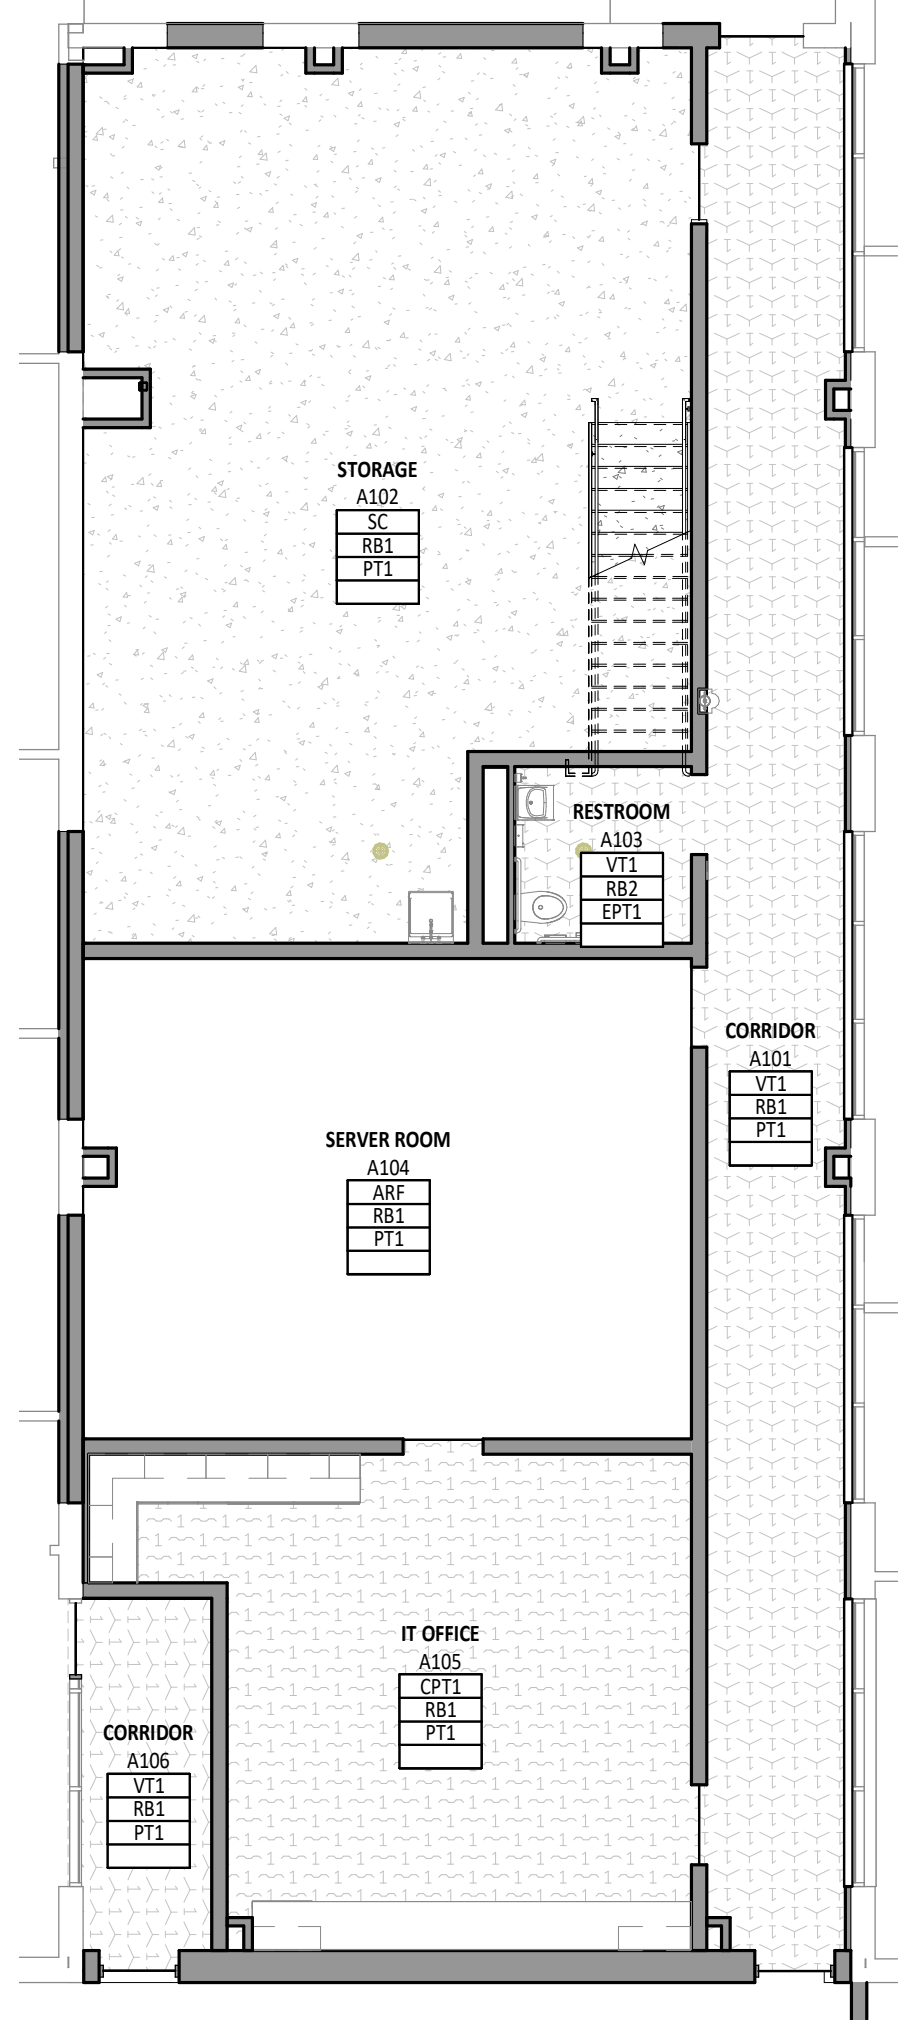 STORAGE
A102
SC
RB1
PT1
RESTROOM
A103
VT1
RB2
EPT1
CORRIDOR
A101
VT1
RB1
PT1
SERVER ROOM
A104
ARF
RB1
PT1
IT OFFICE
A105
CPT1
RB1
PT1
CORRIDOR
A106
VT1
RB1
PT1